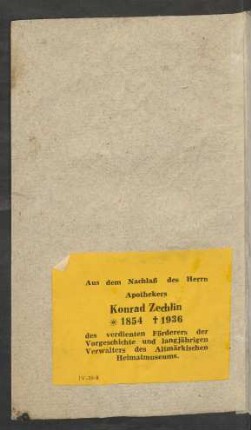 Aus dem Nachlaß des Herrn
Apothekers
Konrad Zechlin
* 1854 † 1936
des verdienten Förderers der
Vorgeschichte und langjährigen
Verwalters des Altmärkischen
Heimatmuseums.